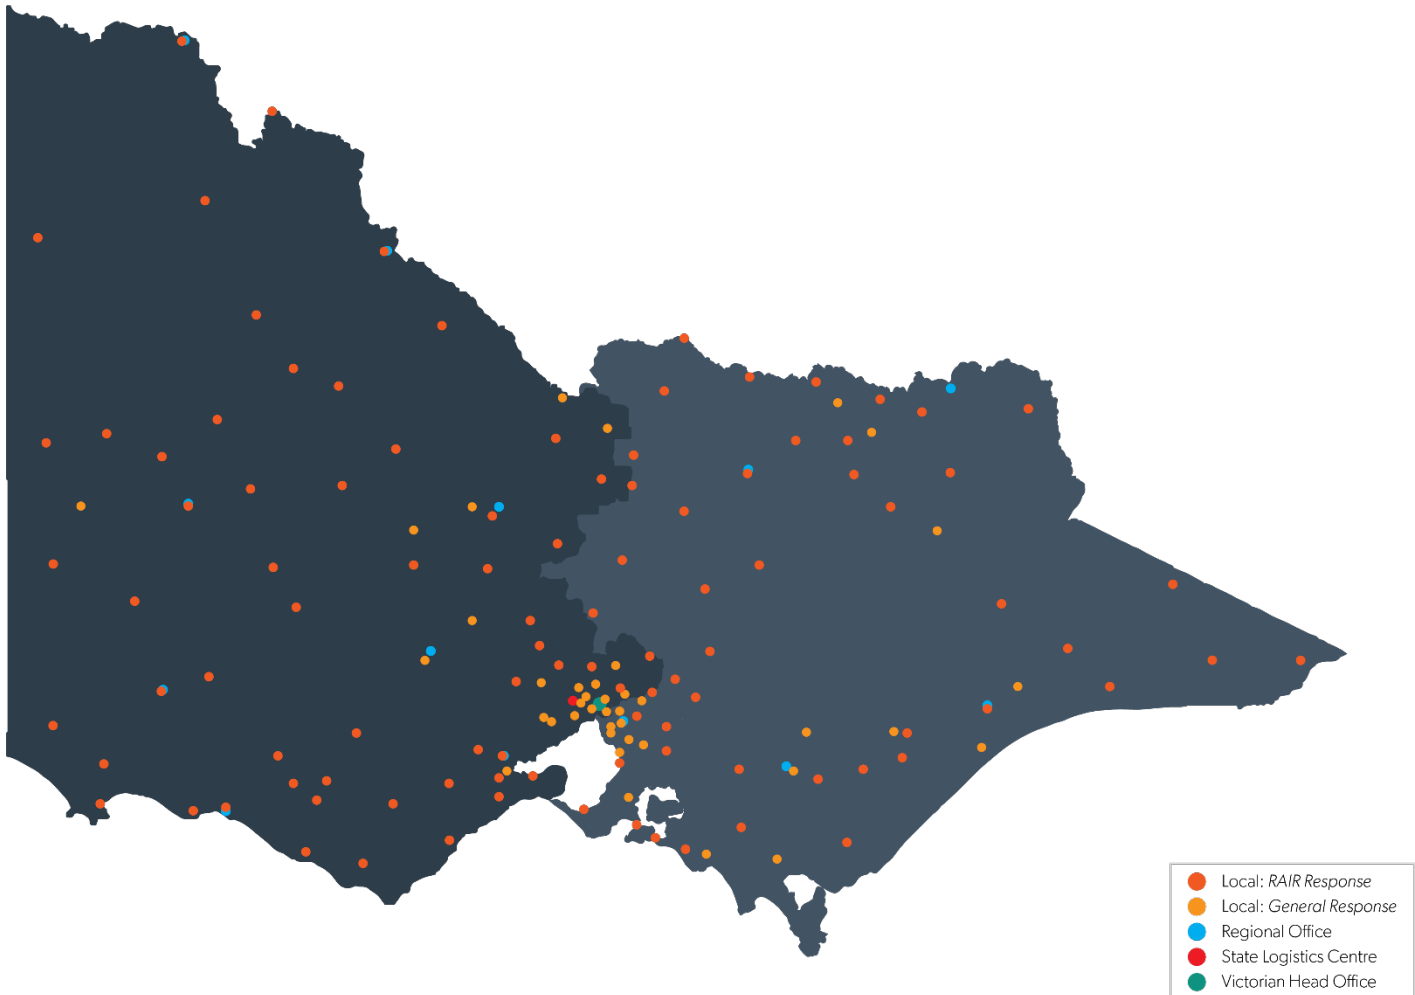 Local: RAIR Response
Local: General Response
Regional Office
State Logistics Centre
Victorian Head Office